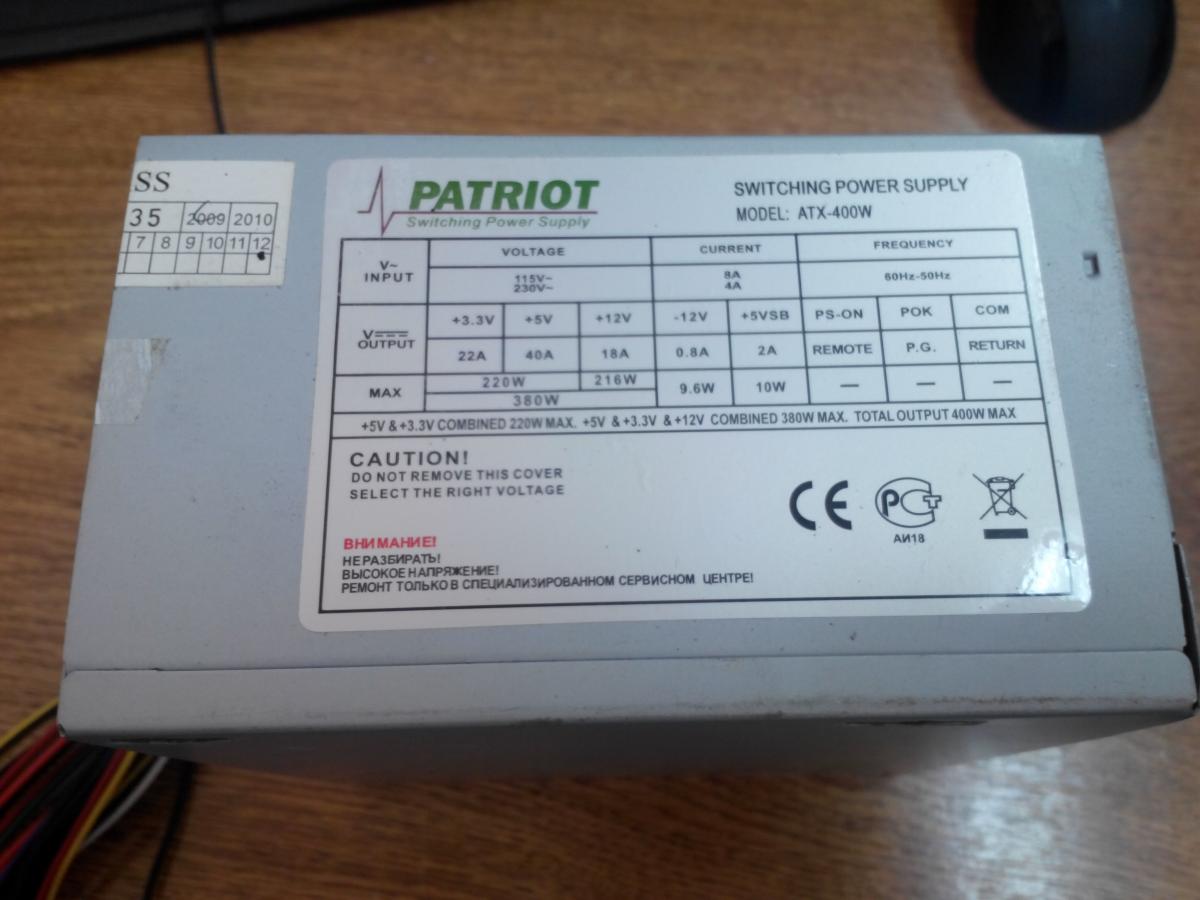 SS
35 2009 2010
7 8 9 10 11 12
PATRIOT
Switching Power Supply
SWITCHING POWER SUPPLY
MODEL: ATX-400W
V~ INPUT VOLTAGE CURRENT FREQUENCY
115V~ 8A 60Hz-50Hz
230V~ 4A
V OUTPUT +3.3V +5V +12V -12V +5VSB PS-ON POK COM
22A 40A 18A 0.8A 2A REMOTE P.G. RETURN
MAX 220W 216W 9.6W 10W — — —
380W
+5V & +3.3V COMBINED 220W MAX. +5V & +3.3V & +12V COMBINED 380W MAX. TOTAL OUTPUT 400W MAX
CAUTION!
DO NOT REMOVE THIS COVER
SELECT THE RIGHT VOLTAGE
CE РСТ
АИ18
ВНИМАНИЕ!
НЕ РАЗБИРАТЬ!
ВЫСОКОЕ НАПРЯЖЕНИЕ!
РЕМОНТ ТОЛЬКО В СПЕЦИАЛИЗИРОВАННОМ СЕРВИСНОМ ЦЕНТРЕ!